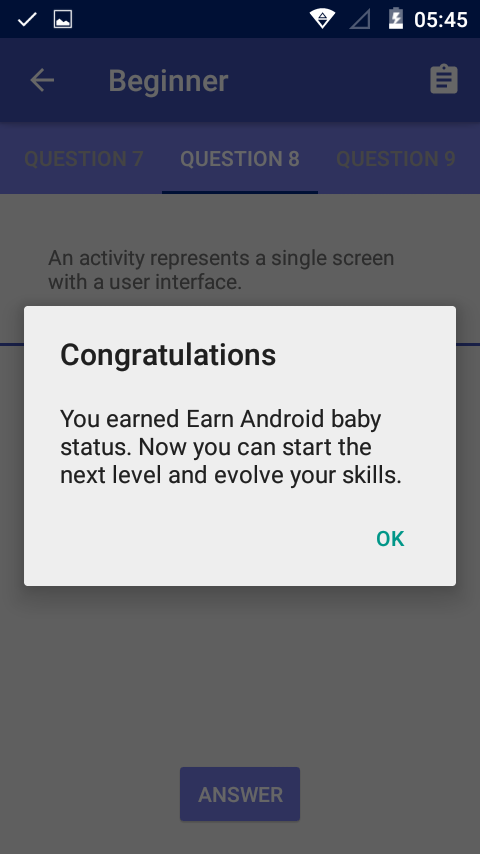 05:45
Beginner
QUESTION 7 QUESTION 8 QUESTION 9
An activity represents a single screen
with a user interface.
Congratulations
You earned Earn Android baby
status. Now you can start the
next level and evolve your skills.
OK
ANSWER